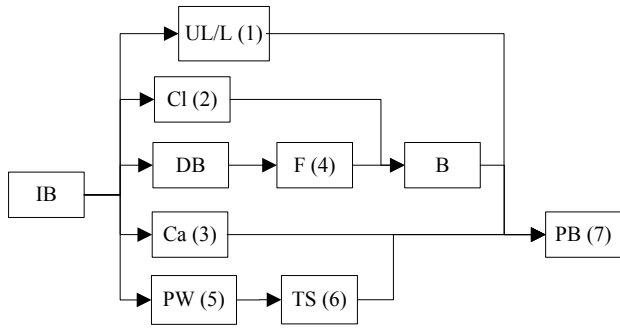 UL/L (1)
Cl (2)
DB
F (4)
B
IB
Ca (3)
PB (7)
PW (5)
TS (6)